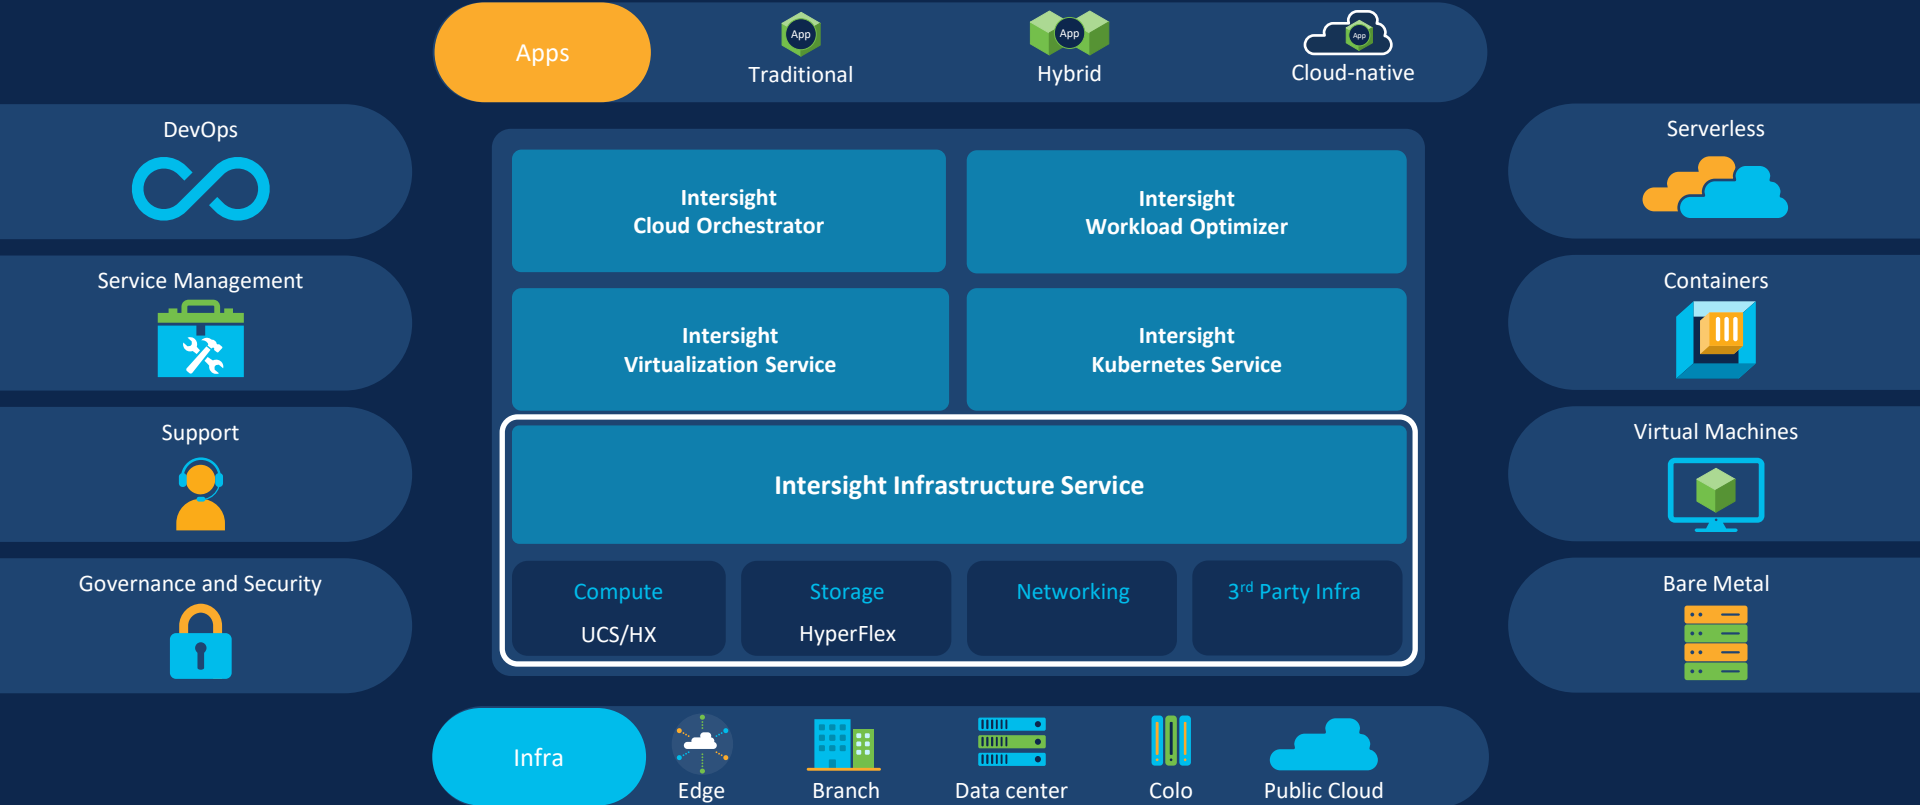 Apps
App
Traditional
App
Hybrid
App
Cloud-native
DevOps
Service Management
Support
Governance and Security
Intersight
Cloud Orchestrator
Intersight
Workload Optimizer
Intersight
Virtualization Service
Intersight
Kubernetes Service
Intersight Infrastructure Service
Compute
UCS/HX
Storage
HyperFlex
Networking
3rd Party Infra
Serverless
Containers
Virtual Machines
Bare Metal
Infra
Edge
Branch
Data center
Colo
Public Cloud